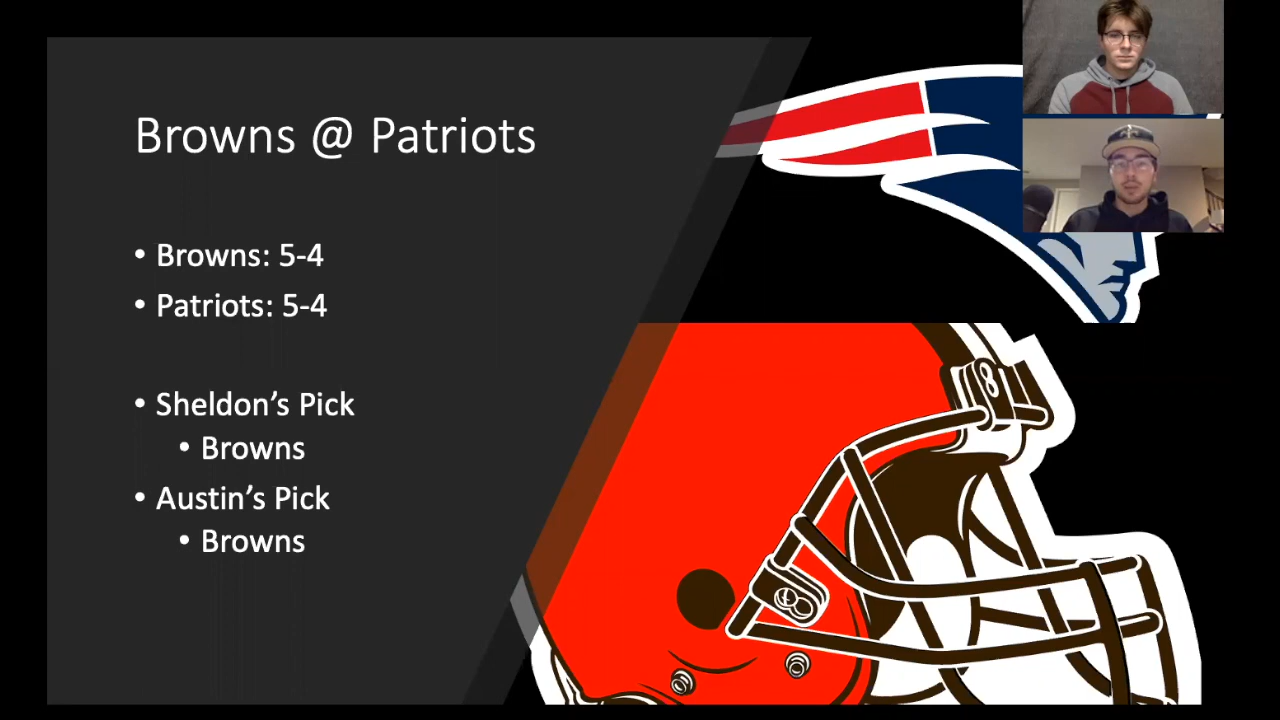 Browns @ Patriots
• Browns: 5-4
• Patriots: 5-4
• Sheldon’s Pick
• Browns
• Austin’s Pick
• Browns